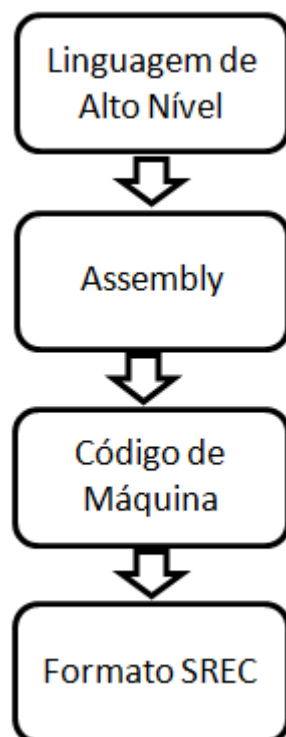 Linguagem de
Alto Nível
Assembly
Código de
Máquina
Formato SREC